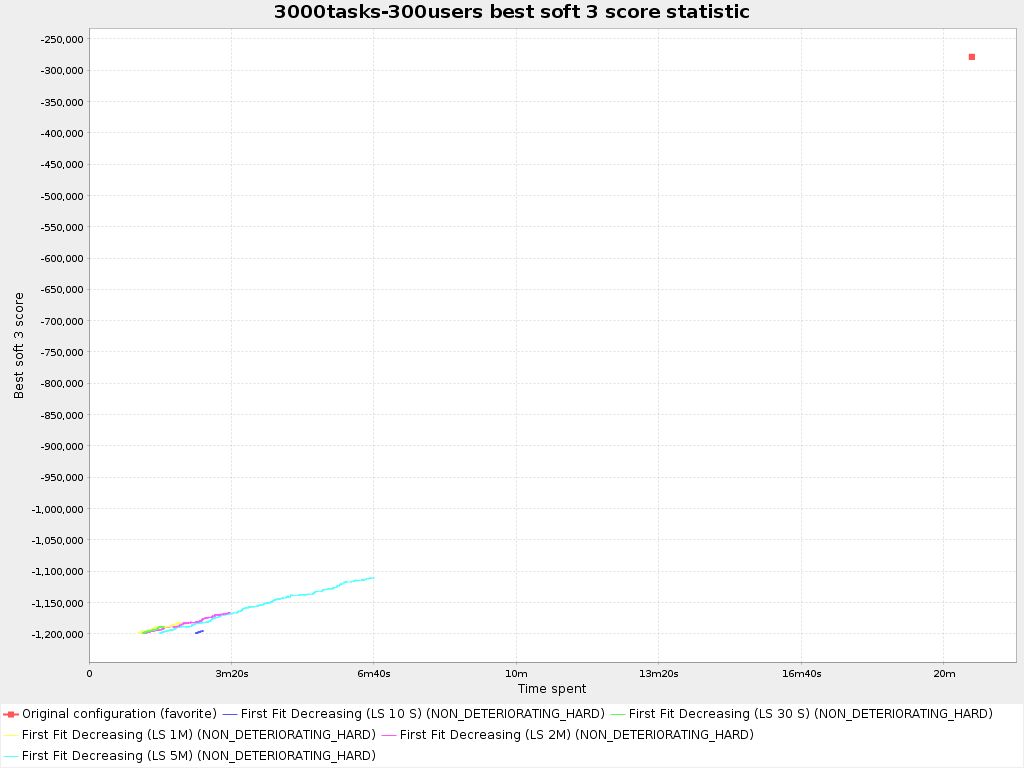 3000tasks-300users best soft 3 score statistic
-250,000
-300,000
-350,000
-400,000
-450,000
-500,000
-550,000
-600,000
-650,000
-700,000
-750,000
-800,000
-850,000
-900,000
-950,000
-1,000,000
-1,050,000
-1,100,000
-1,150,000
-1,200,000
Best soft 3 score
0 3m20s 6m40s 10m 13m20s 16m40s 20m
Time spent
Original configuration (favorite) First Fit Decreasing (LS 10 S) (NON_DETERIORATING_HARD) First Fit Decreasing (LS 30 S) (NON_DETERIORATING_HARD)
First Fit Decreasing (LS 1M) (NON_DETERIORATING_HARD) First Fit Decreasing (LS 2M) (NON_DETERIORATING_HARD)
First Fit Decreasing (LS 5M) (NON_DETERIORATING_HARD)